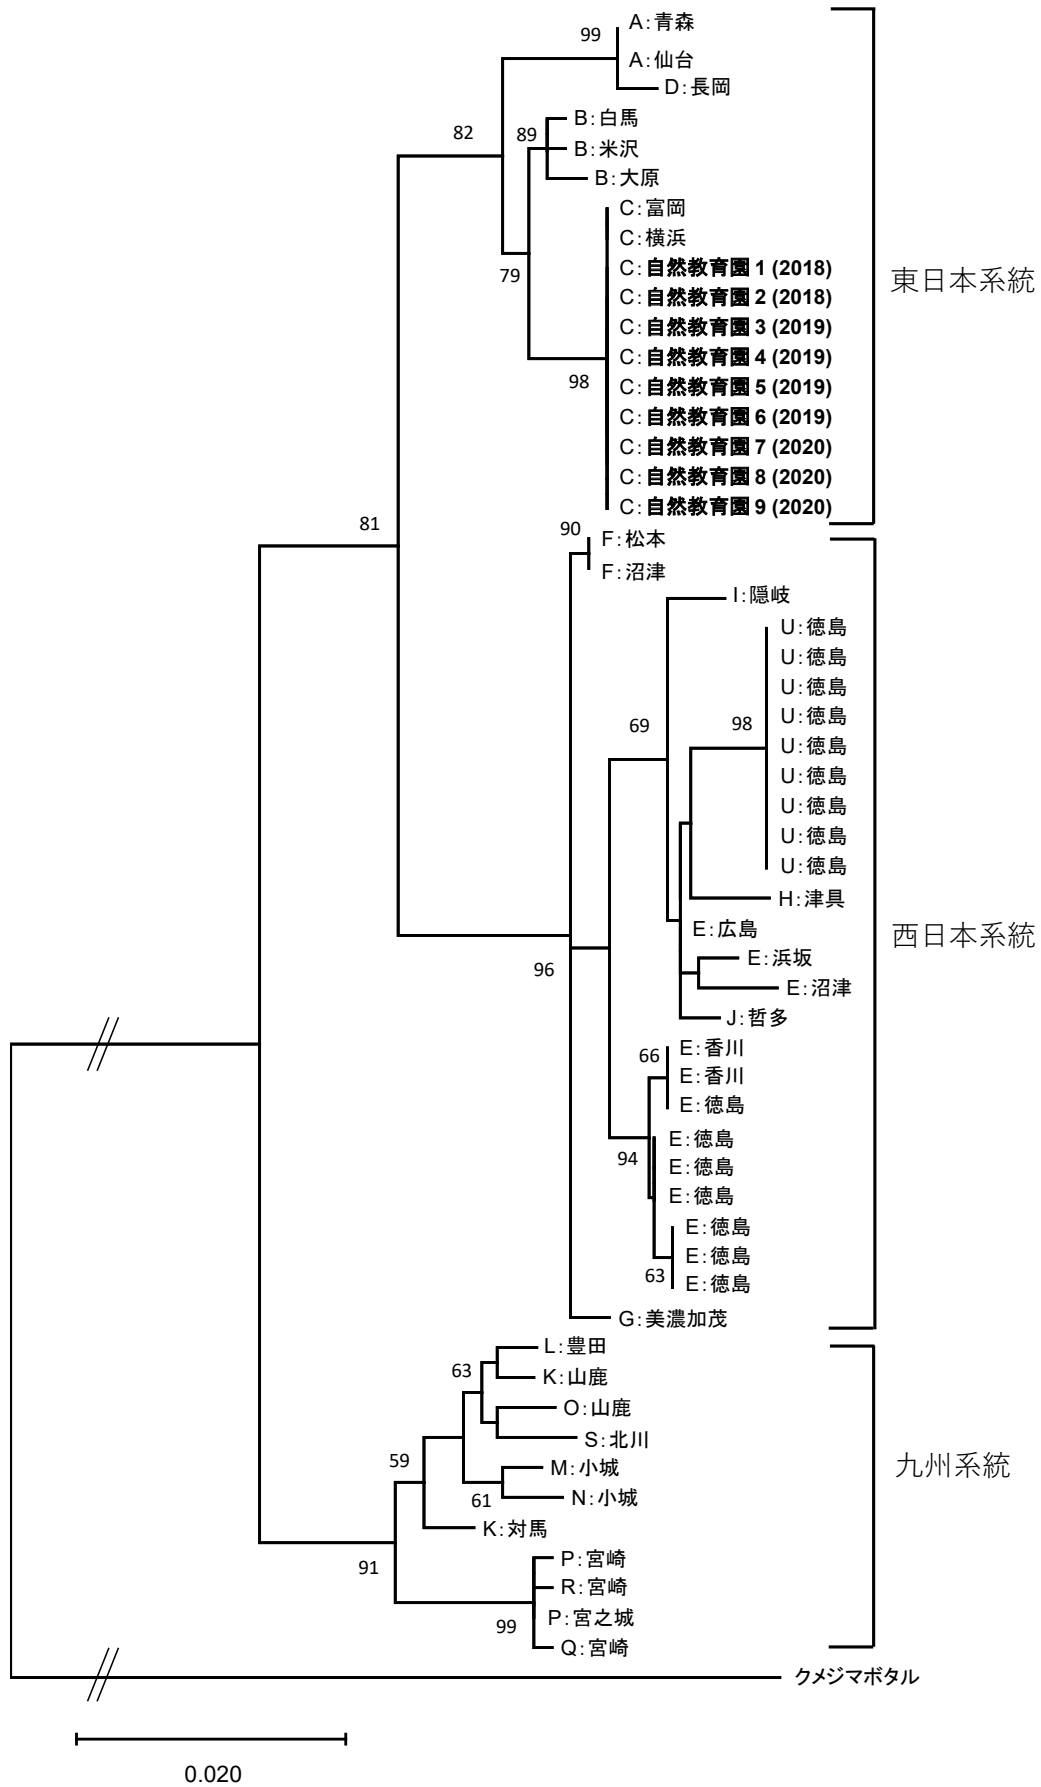 A:青森
99
A:仙台
D:長岡
82
89
B:白馬
B:米沢
B:大原
C:富岡
C:横浜
79
C:自然教育園 1 (2018)
C:自然教育園 2 (2018)
C:自然教育園 3 (2019)
C:自然教育園 4 (2019)
98
C:自然教育園 5 (2019)
C:自然教育園 6 (2019)
C:自然教育園 7 (2020)
C:自然教育園 8 (2020)
C:自然教育園 9 (2020)
東日本系統
81
90
F:松本
F:沼津
I:隠岐
U:徳島
U:徳島
U:徳島
U:徳島
69
98
U:徳島
U:徳島
U:徳島
U:徳島
U:徳島
H:津具
E:広島
西日本系統
96
E:浜坂
E:沼津
J:哲多
66
E:香川
E:香川
E:徳島
94
E:徳島
E:徳島
E:徳島
E:徳島
E:徳島
63
E:徳島
G:美濃加茂
L:豊田
63
K:山鹿
O:山鹿
S:北川
59
M:小城
61
N:小城
九州系統
K:対馬
91
P:宮崎
R:宮崎
99
P:宮之城
Q:宮崎
クメジマボタル
0.020